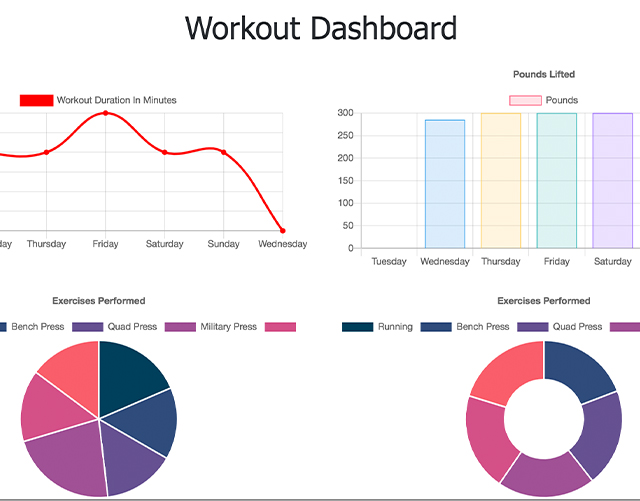 Workout Dashboard
Pounds Lifted
Workout Duration In Minutes
Pounds
300
250
200
150
100
50
0
day Thursday Friday Saturday Sunday Wednesday
Tuesday Wednesday Thursday Friday Saturday
Exercises Performed
Bench Press Quad Press Military Press
Exercises Performed
Running Bench Press Quad Press